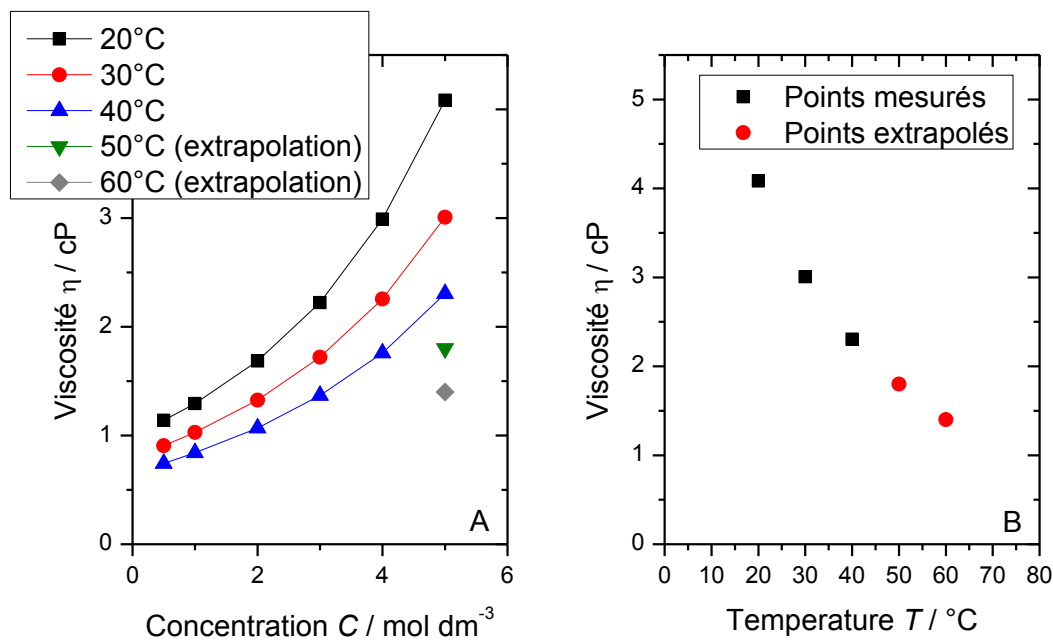 20°C
30°C
40°C
50°C (extrapolation)
60°C (extrapolation)
3
2
1
0
0 2 4 6
Viscosité η / cP
Concentration C / mol dm-3
A
Points mesurés
Points extrapolés
5
4
3
2
1
0
0 10 20 30 40 50 60 70 80
Viscosité η / cP
Temperature T / °C
B